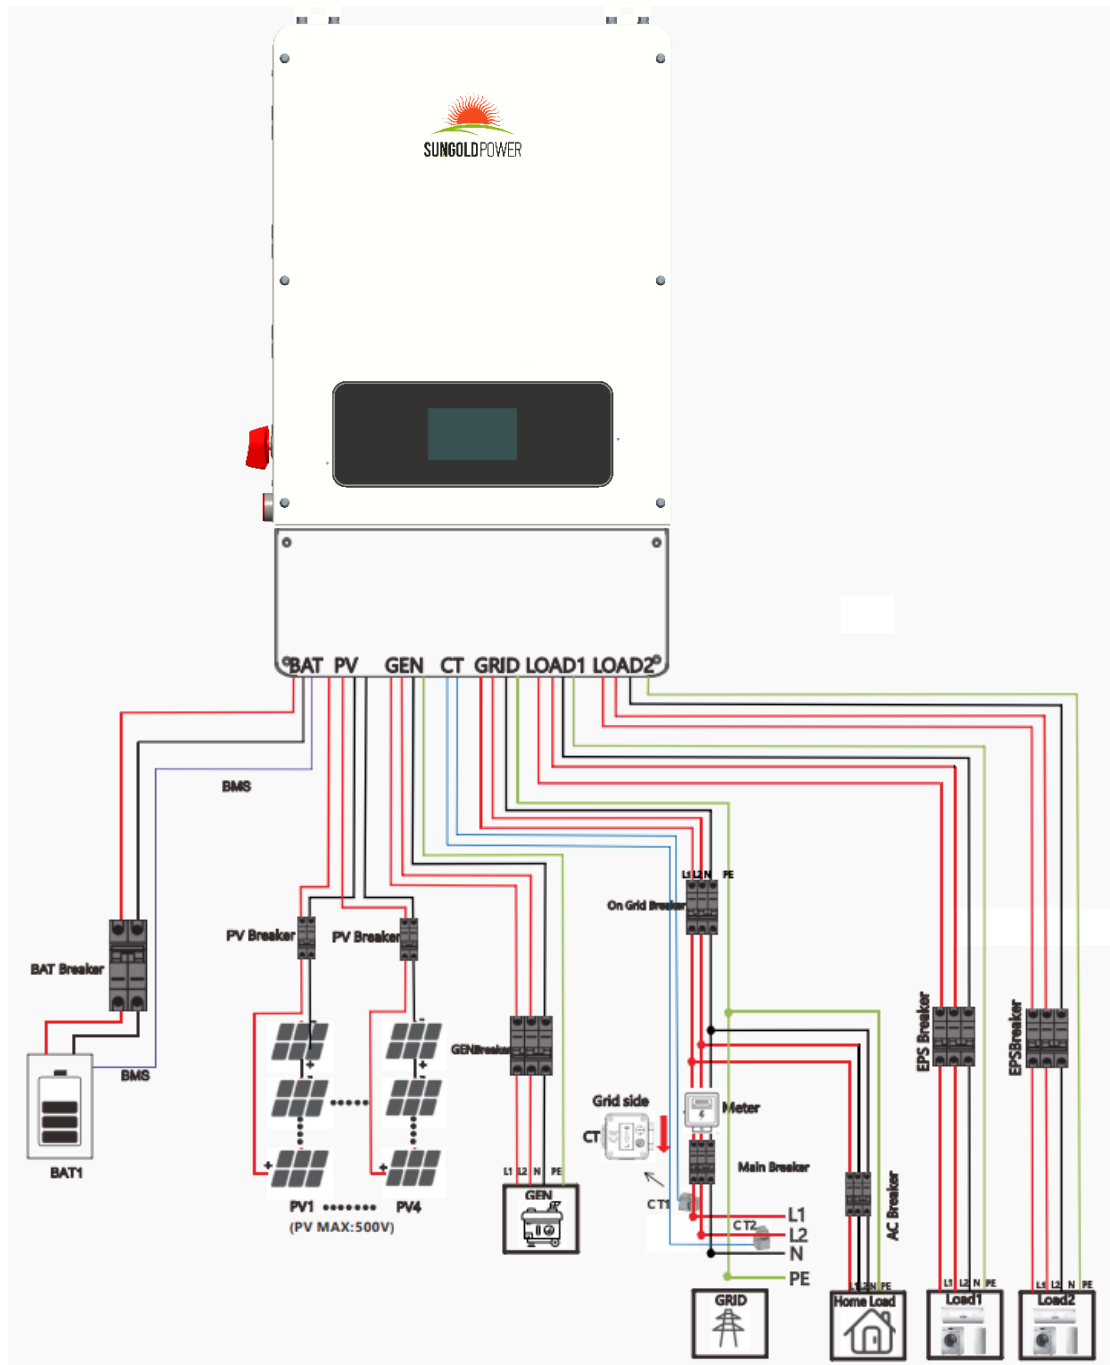 SUNGOLDPOWER
BAT PV GEN CT GRID LOAD1 LOAD2
BMS
L1 L2 N PE
On Grid Breaker
PV Breaker
PV Breaker
BAT Breaker
EPS Breaker
EPSBreaker
GENBreaker
+
-
-
BMS
Grid side
Meter
CT
BAT1
+
+
Main Breaker
AC Breaker
L1 L2 N PE
GEN
PV1 PV4
(PV MAX:500V)
CT1
CT2
L1
L2
N
PE
L1 L2 N PE
L1 L2 N PE
L1 L2 N PE
GRID
Home Load
Load1
Load2